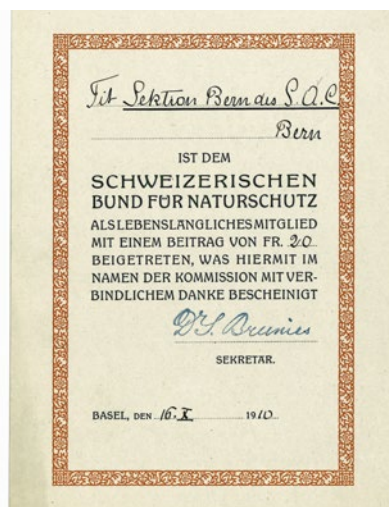 Tit. Sektion Bern des S.A.C.
Bern
IST DEM
SCHWEIZERISCHEN
BUND FÜR NATURSCHUTZ
ALS LEBENSLÄNGLICHES MITGLIED
MIT EINEM BEITRAG VON FR. 20
BEIGETRETEN, WAS HIERMIT IM
NAMEN DER KOMMISSION MIT VER-
BINDLICHEM DANKE BESCHEINIGT
Dr S. Brunies
SEKRETÄR.
BASEL, DEN 16. X 1910.